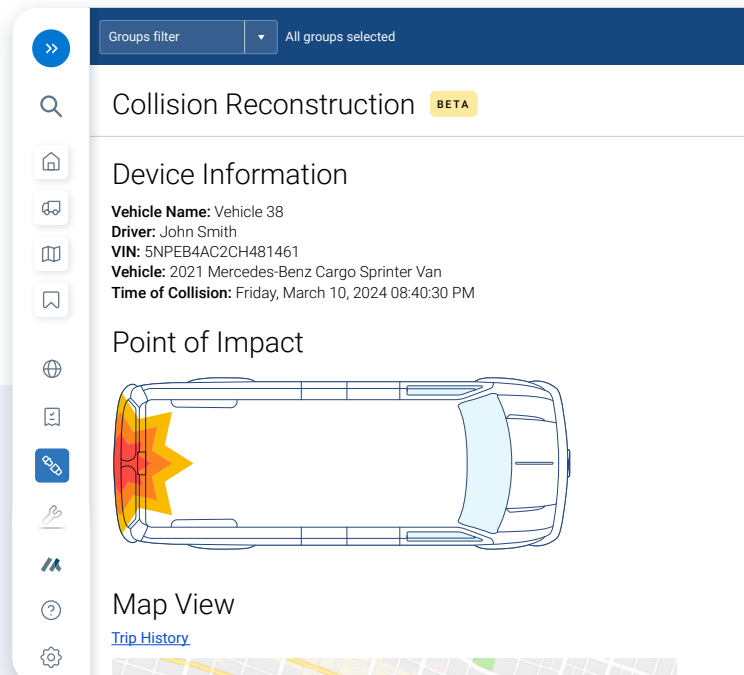 Groups filter
All groups selected
Collision Reconstruction BETA
Device Information
Vehicle Name: Vehicle 38
Driver: John Smith
VIN: 5NPEB4AC2CH481461
Vehicle: 2021 Mercedes-Benz Cargo Sprinter Van
Time of Collision: Friday, March 10, 2024 08:40:30 PM
Point of Impact
Map View
Trip History